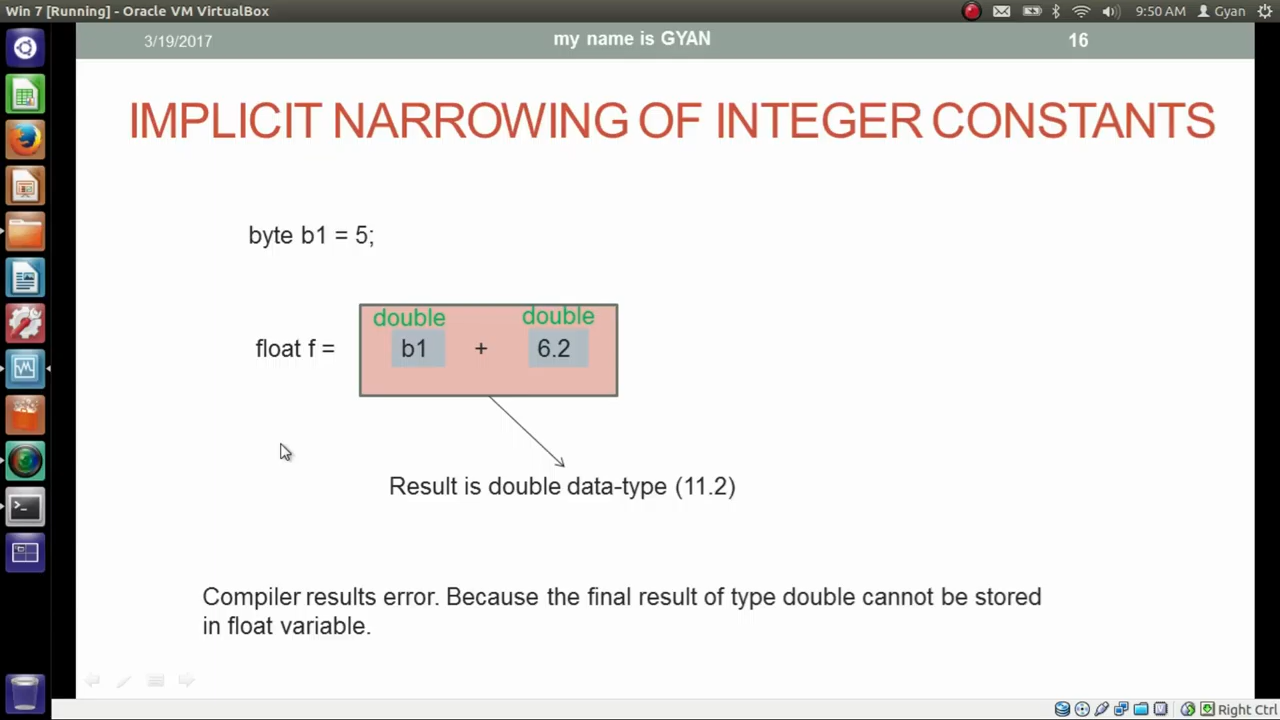 Win 7 [Running] - Oracle VM VirtualBox
9:50 AM
Gyan
3/19/2017
my name is GYAN
16
IMPLICIT NARROWING OF INTEGER CONSTANTS
byte b1 = 5;
double double
float f = b1 + 6.2
Result is double data-type (11.2)
Compiler results error. Because the final result of type double cannot be stored
in float variable.
Right Ctrl